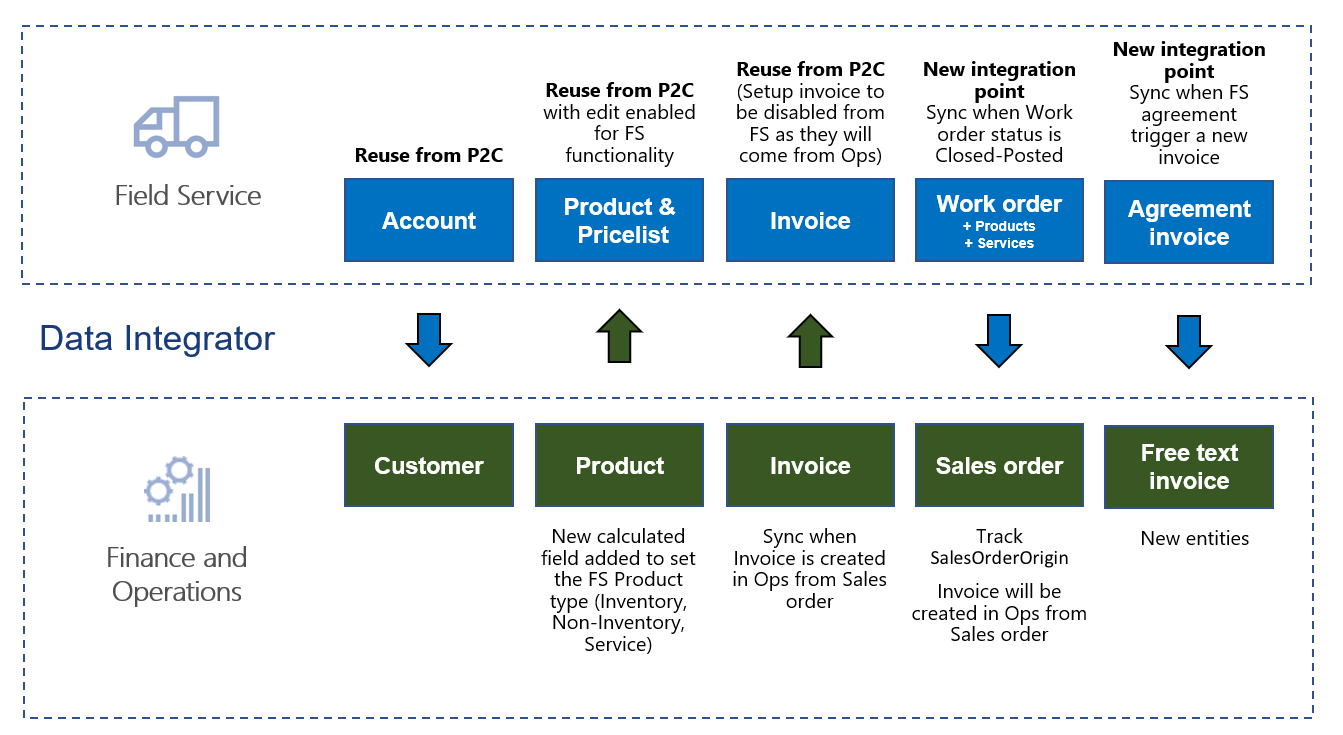 Field Service
Reuse from P2C
Account
Reuse from P2C
with edit enabled
for FS
functionality
Product &
Pricelist
Reuse from P2C
(Setup invoice to
be disabled from
FS as they will
come from Ops)
Invoice
New integration
point
Sync when Work
order status is
Closed-Posted
Work order
+ Products
+ Services
New integration
point
Sync when FS
agreement
trigger a new
invoice
Agreement
invoice
Data Integrator
Finance and
Operations
Customer
Product
New calculated
field added to set
the FS Product
type (Inventory,
Non-Inventory,
Service)
Invoice
Sync when
Invoice is created
in Ops from Sales
order
Sales order
Track
SalesOrderOrigin
Invoice will be
created in Ops from
Sales order
Free text
invoice
New entities